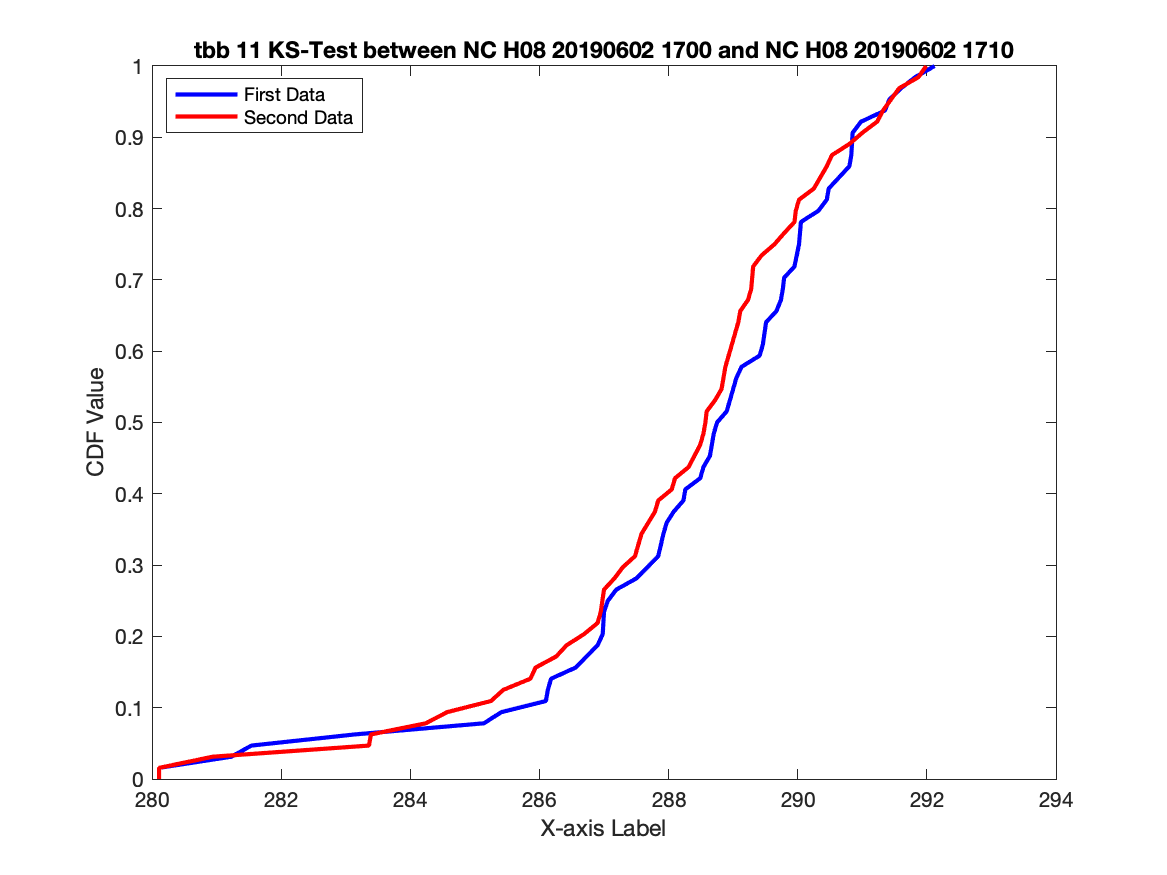 tbb 11 KS-Test between NC H08 20190602 1700 and NC H08 20190602 1710
First Data
Second Data
1
0.9
0.8
0.7
0.6
0.5
0.4
0.3
0.2
0.1
0
CDF Value
280 282 284 286 288 290 292 294
X-axis Label